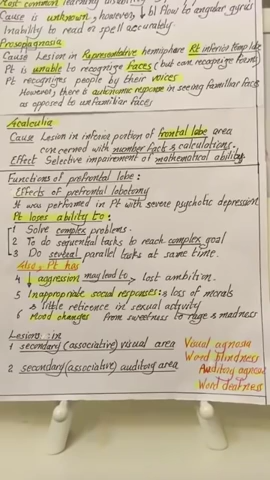 Most common learning disability
Cause is unknown, however, ↓ bl flow to angular gyrus
Inability to read or spell accurately
Prosopagnosia
Cause Lesion in Representative hemisphere Rt inferior temp lobe
Pt is unable to recognize faces (but can recognize form)
Pt recognizes people by their voices
However, there's autonomic response in seeing familiar faces
as opposed to unfamiliar faces
Acalculia
Cause Lesion in inferior portion of frontal lobe area
concerned with number facts & calculations.
Effect Selective impairment of mathematical ability
Functions of prefrontal lobe:
Effects of prefrontal lobotomy
It was performed in Pt with severe psychotic depression
Pt loses ability to:
1 Solve complex problems.
2 To do sequential tasks to reach complex goal
3 Do several parallel tasks at same time.
Also, Pt has
4 ↓ aggression may lead to > lost ambition.
5 Inappropriate social responses: loss of morals
& little reticence in sexual activity
6 Mood changes From sweetness to rage & madness
Lesions in
1 secondary (associative) visual area Visual agnosia
Word blindness
2 secondary (associative) auditory area Auditory agnosia
Word deafness